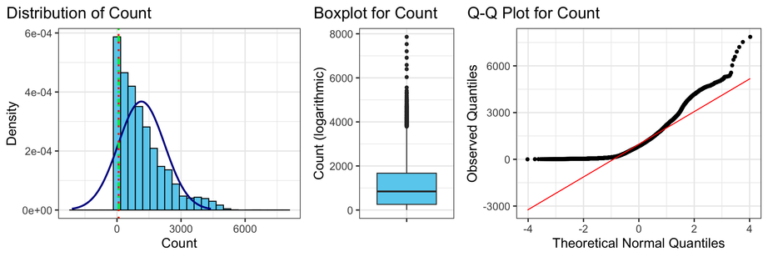 Distribution of Count
6e-04
4e-04
2e-04
0e+00
Density
0
3000
6000
Count
Boxplot for Count
8000
6000
4000
2000
0
Count (logarithmic)
Q-Q Plot for Count
6000
3000
0
-3000
Observed Quantiles
-4
-2
0
2
4
Theoretical Normal Quantiles